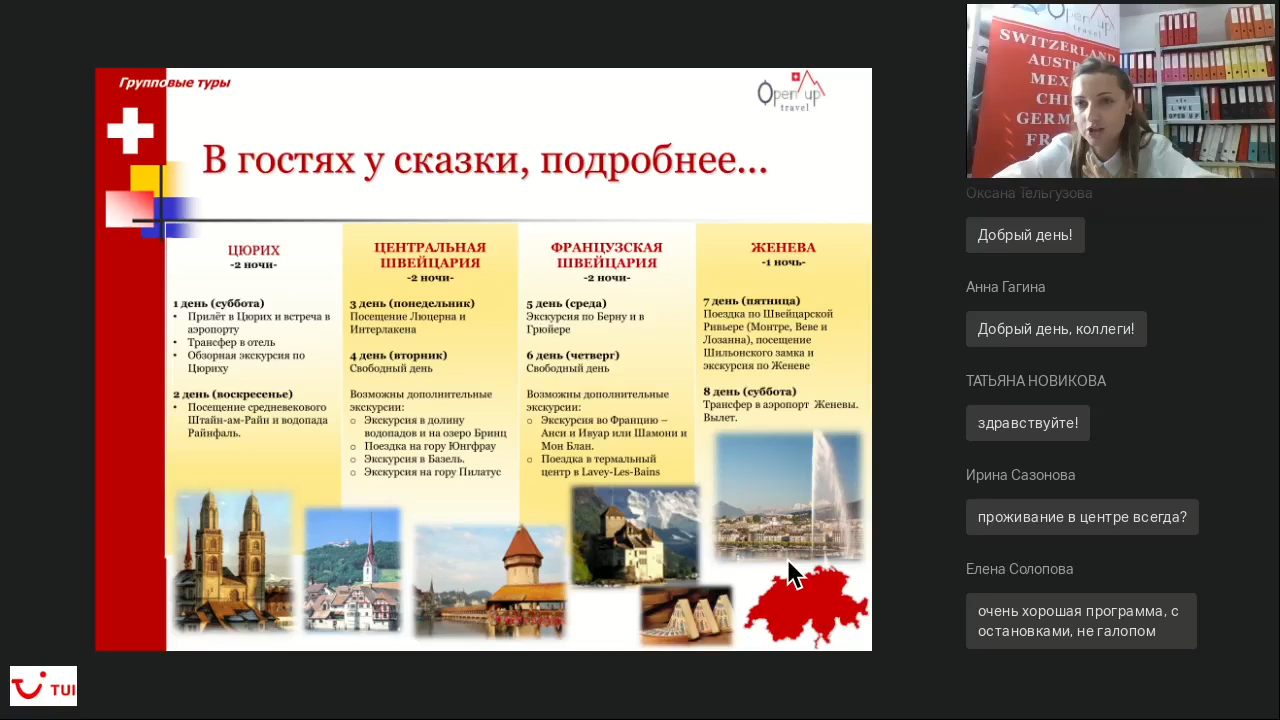 Групповые туры
Open up
travel
В гостях у сказки, подробнее...
ЦЮРИХ
-2 ночи-
1 день (суббота)
• Прилёт в Цюрих и встреча в
аэропорту
• Трансфер в отель
• Обзорная экскурсия по
Цюриху
2 день (воскресенье)
• Посещение средневекового
Штайн-ам-Райн и водопада
Райнфаль.
ЦЕНТРАЛЬНАЯ
ШВЕЙЦАРИЯ
-2 ночи-
3 день (понедельник)
Посещение Люцерна и
Интерлакена
4 день (вторник)
Свободный день
Возможны дополнительные
экскурсии:
o Экскурсия в долину
водопадов и на озеро Бринц
o Поездка на гору Юнгфрау
o Экскурсия в Базель.
o Экскурсия на гору Пилатус
ФРАНЦУЗСКАЯ
ШВЕЙЦАРИЯ
-2 ночи-
5 день (среда)
Экскурсия по Берну и в
Грюйере
6 день (четверг)
Свободный день
Возможны дополнительные
экскурсии:
o Экскурсия во Францию –
Анси и Ивуар или Шамони и
Мон Блан.
o Поездка в термальный
центр в Lavey-Les-Bains
ЖЕНЕВА
-1 ночь-
7 день (пятница)
Поездка по Швейцарской
Ривьере (Монтре, Веве и
Лозанна), посещение
Шильонского замка и
экскурсия по Женеве
8 день (суббота)
Трансфер в аэропорт Женевы.
Вылет.
TUI
Open up
travel
SWITZERLAND
AUST
MEX
CHI
GERM
FR
LOVE
OPEN UP
Оксана Тельгузова
Добрый день!
Анна Гагина
Добрый день, коллеги!
ТАТЬЯНА НОВИКОВА
здравствуйте!
Ирина Сазонова
проживание в центре всегда?
Елена Солопова
очень хорошая программа, с
остановками, не галопом